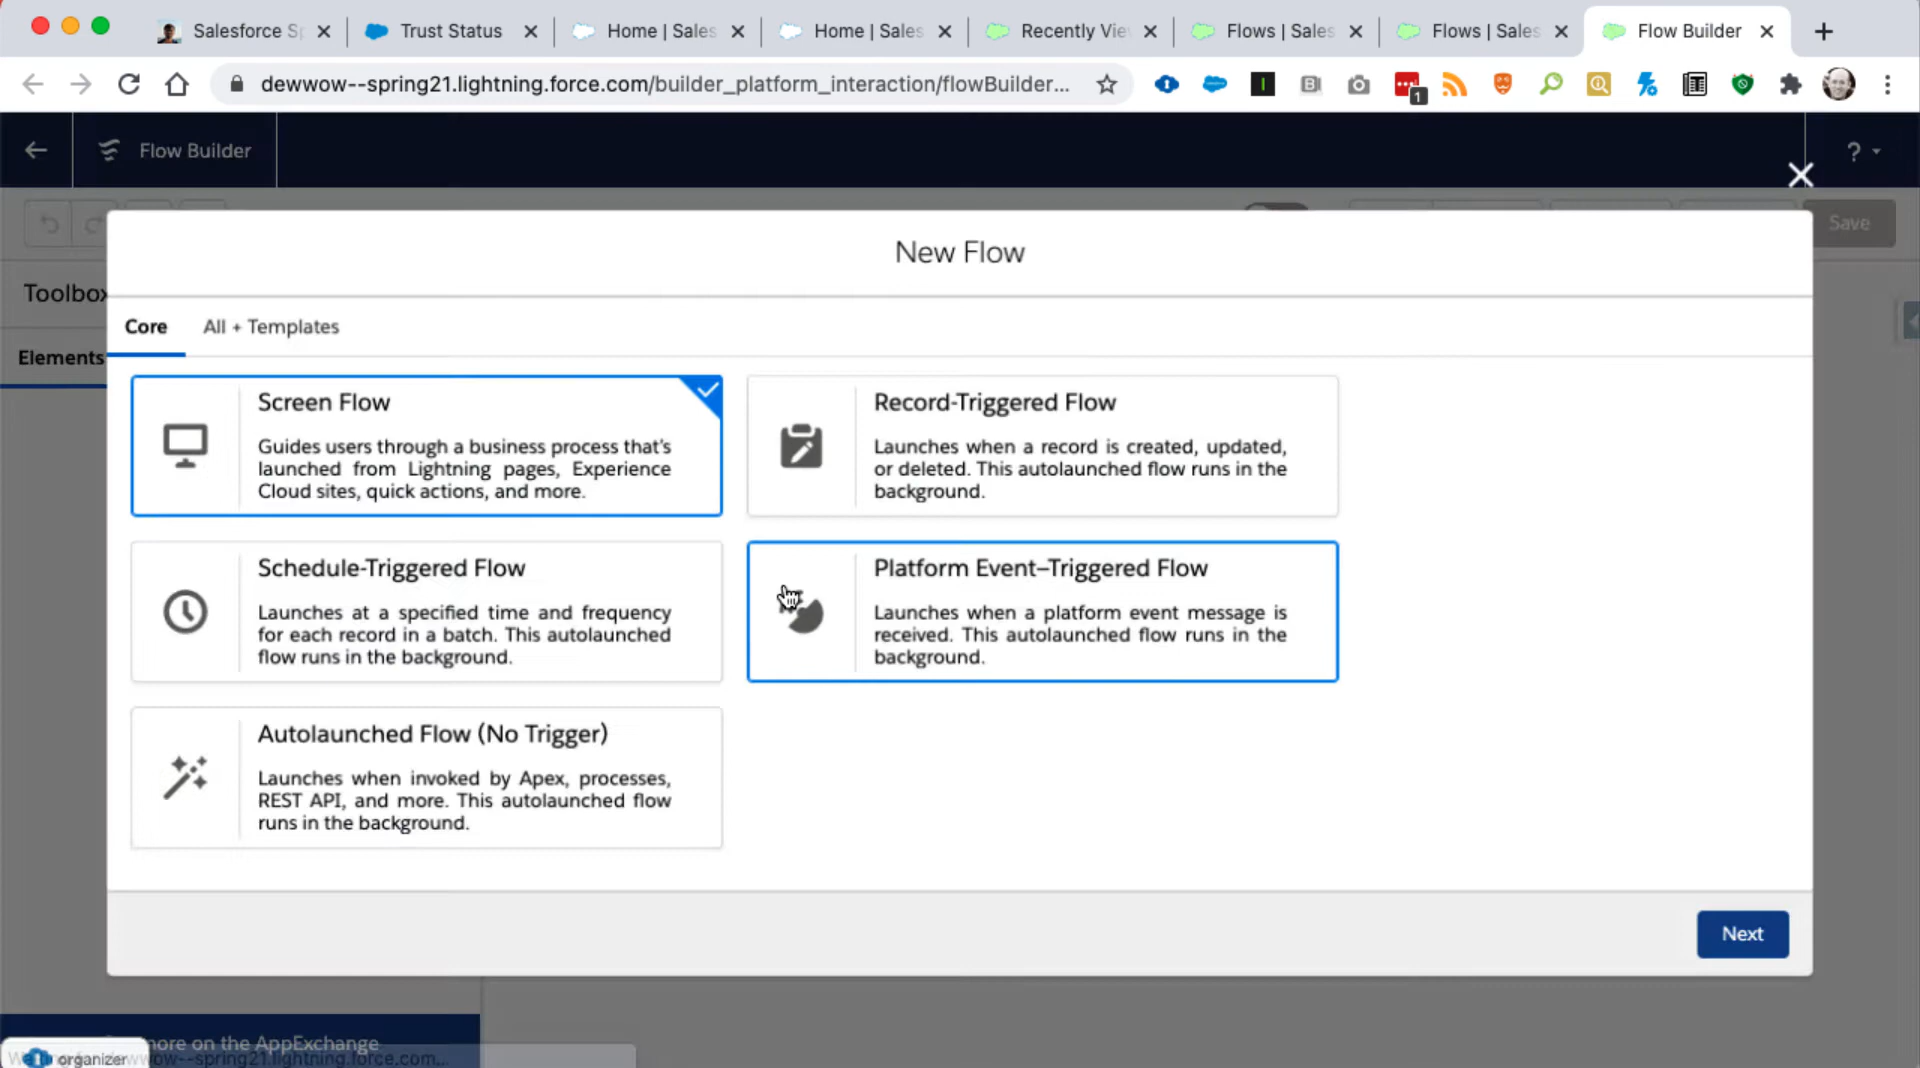 Salesforce S
Trust Status
Home | Sales
Home | Sales
Recently Vie
Flows | Sales
Flows | Sales
Flow Builder
dewwow--spring21.lightning.force.com/builder_platform_interaction/flowBuilder...
1
Flow Builder
?
Save
Toolbox
New Flow
Core
All + Templates
Elements
Screen Flow
Guides users through a business process that's
launched from Lightning pages, Experience
Cloud sites, quick actions, and more.
Record-Triggered Flow
Launches when a record is created, updated,
or deleted. This autolaunched flow runs in the
background.
Schedule-Triggered Flow
Launches at a specified time and frequency
for each record in a batch. This autolaunched
flow runs in the background.
Platform Event–Triggered Flow
Launches when a platform event message is
received. This autolaunched flow runs in the
background.
Autolaunched Flow (No Trigger)
Launches when invoked by Apex, processes,
REST API, and more. This autolaunched flow
runs in the background.
Next
more on the AppExchange
organizer
spring21.lightning.force.com...